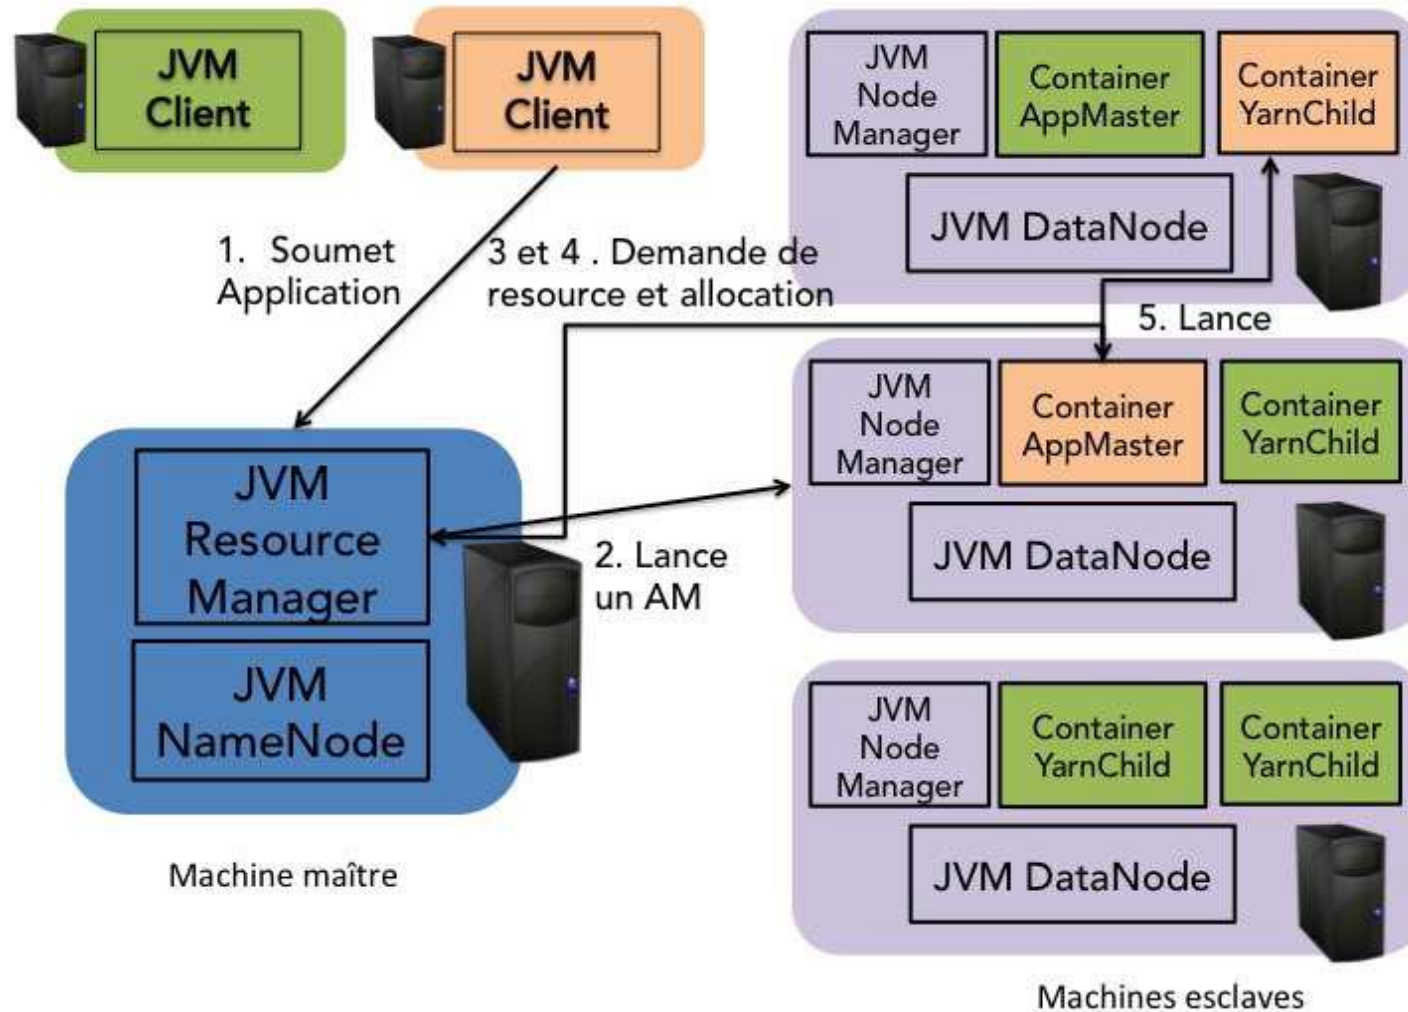 JVM
Client
JVM
Client
JVM
Node
Manager
Container
AppMaster
Container
YarnChild
JVM DataNode
1. Soumet
Application
3 et 4 . Demande de
resource et allocation
5. Lance
JVM
Node
Manager
Container
AppMaster
Container
YarnChild
JVM DataNode
JVM
Resource
Manager
2. Lance
un AM
JVM
NameNode
JVM
Node
Manager
Container
YarnChild
Container
YarnChild
JVM DataNode
Machine maître
Machines esclaves